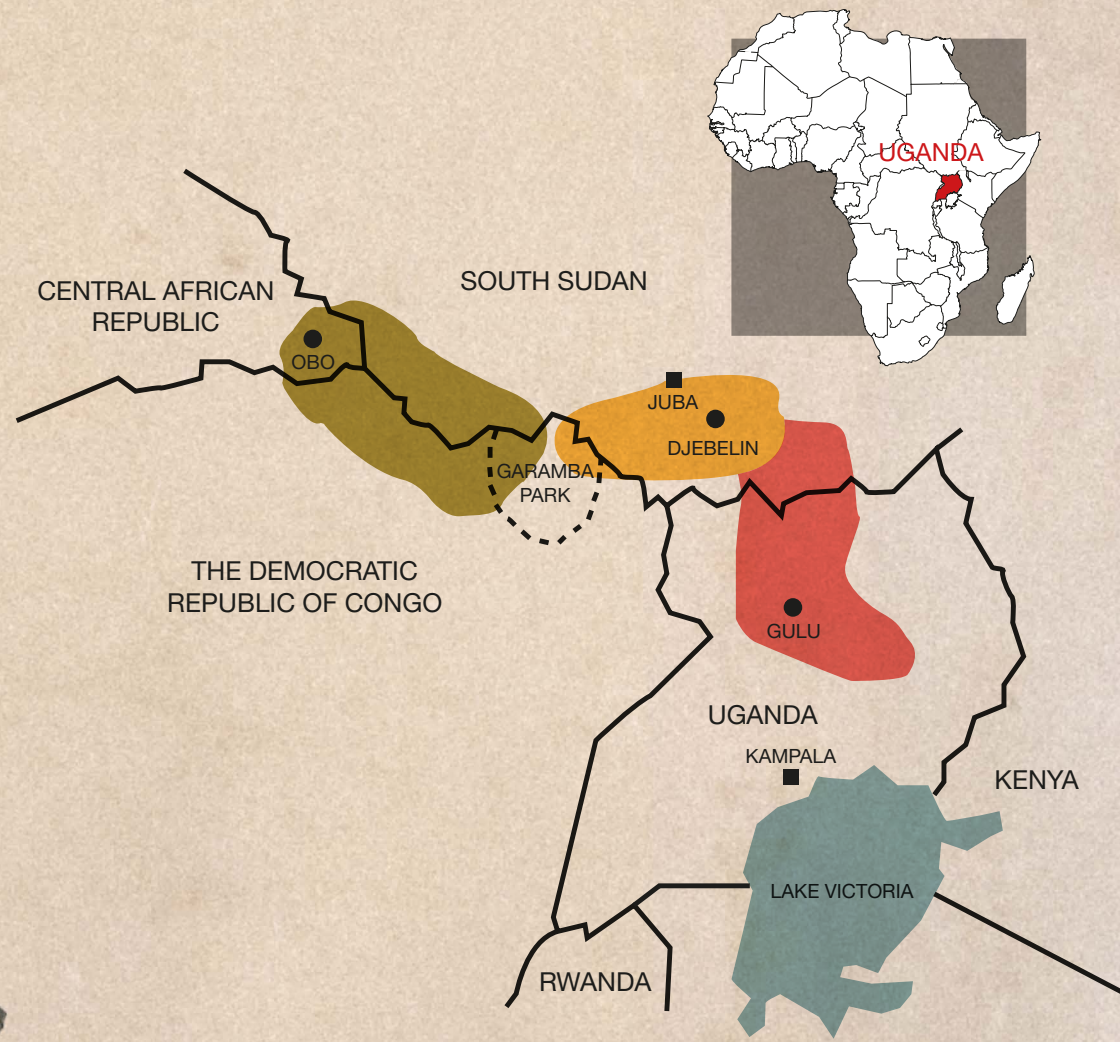 UGANDA
CENTRAL AFRICAN
REPUBLIC
SOUTH SUDAN
OBO
JUBA
DJEBELIN
GARAMBA
PARK
THE DEMOCRATIC
REPUBLIC OF CONGO
GULU
UGANDA
KAMPALA
KENYA
LAKE VICTORIA
RWANDA